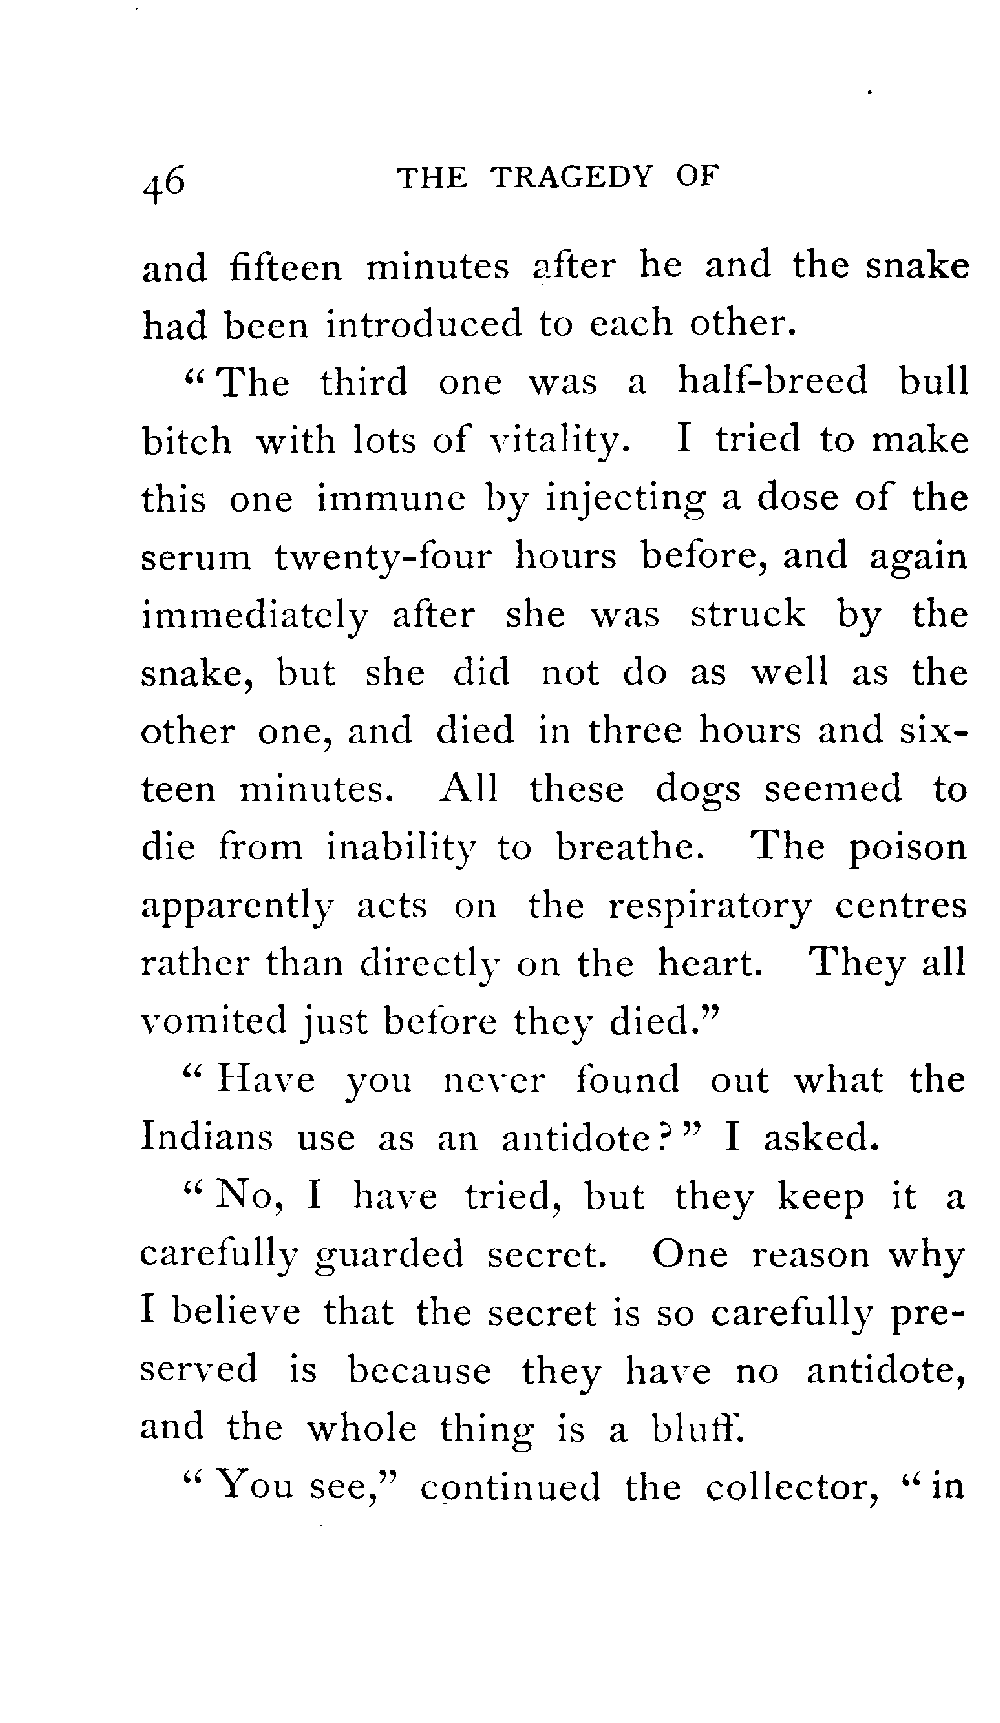 46 THE TRAGEDY OF
and fifteen minutes after he and the snake
had been introduced to each other.
“ The third one was a half-breed bull
bitch with lots of vitality. I tried to make
this one immune by injecting a dose of the
serum twenty-four hours before, and again
immediately after she was struck by the
snake, but she did not do as well as the
other one, and died in three hours and six-
teen minutes. All these dogs seemed to
die from inability to breathe. The poison
apparently acts on the respiratory centres
rather than directly on the heart. They all
vomited just before they died.”
“ Have you never found out what the
Indians use as an antidote ? ” I asked.
“ No, I have tried, but they keep it a
carefully guarded secret. One reason why
I believe that the secret is so carefully pre-
served is because they have no antidote,
and the whole thing is a bluff.
“ You see,” continued the collector, “ in